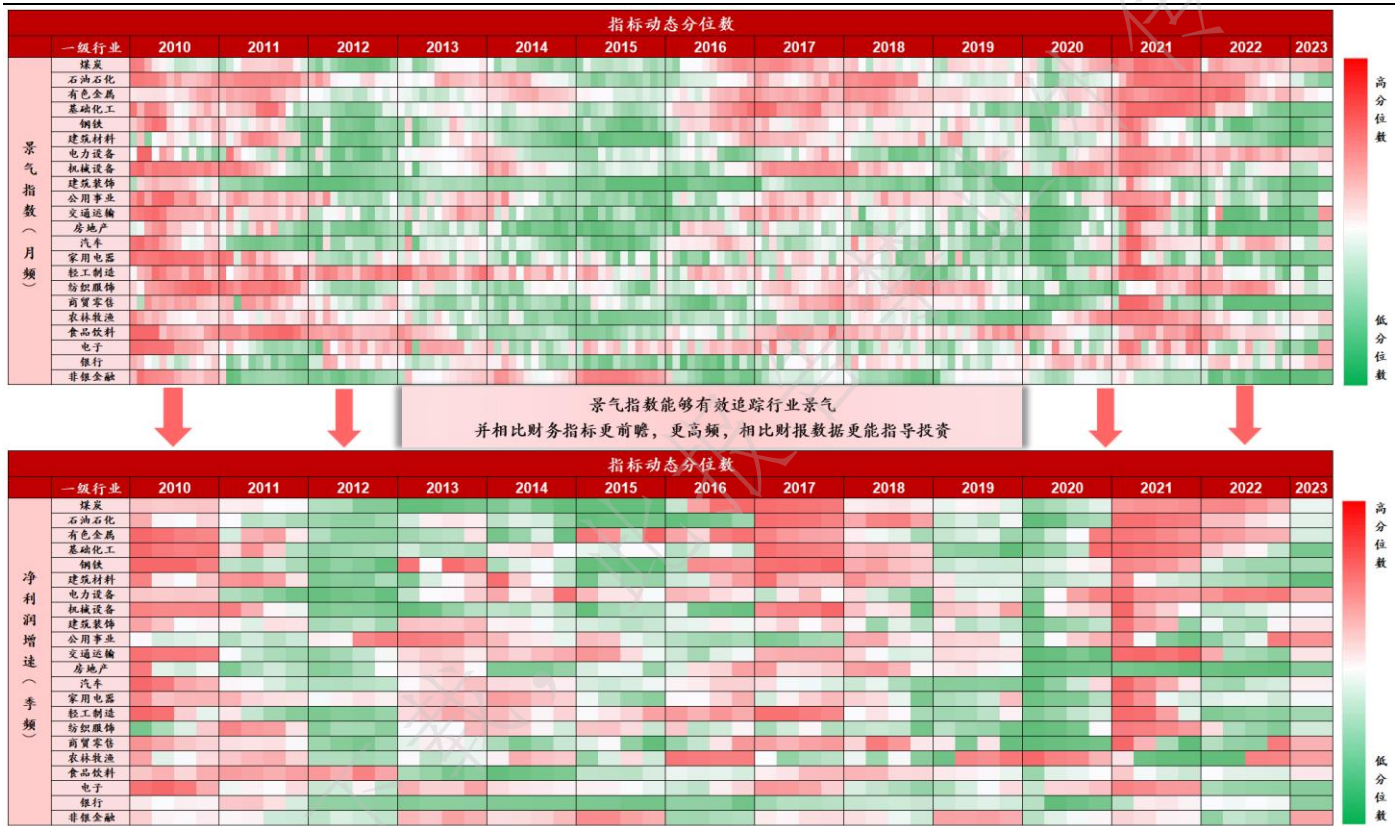 指标动态分位数
一级行业 2010 2011 2012 2013 2014 2015 2016 2017 2018 2019 2020 2021 2022 2023
景气指数（月频）
煤炭
石油石化
有色金属
基础化工
钢铁
建筑材料
电力设备
机械设备
建筑装饰
公用事业
交通运输
房地产
汽车
家用电器
轻工制造
纺织服饰
商贸零售
农林牧渔
食品饮料
电子
银行
非银金融
高分位数
低分位数
景气指数能够有效追踪行业景气
并相比财务指标更前瞻，更高频，相比财报数据更能指导投资
指标动态分位数
一级行业 2010 2011 2012 2013 2014 2015 2016 2017 2018 2019 2020 2021 2022 2023
净利润增速（季频）
煤炭
石油石化
有色金属
基础化工
钢铁
建筑材料
电力设备
机械设备
建筑装饰
公用事业
交通运输
房地产
汽车
家用电器
轻工制造
纺织服饰
商贸零售
农林牧渔
食品饮料
电子
银行
非银金融
高分位数
低分位数